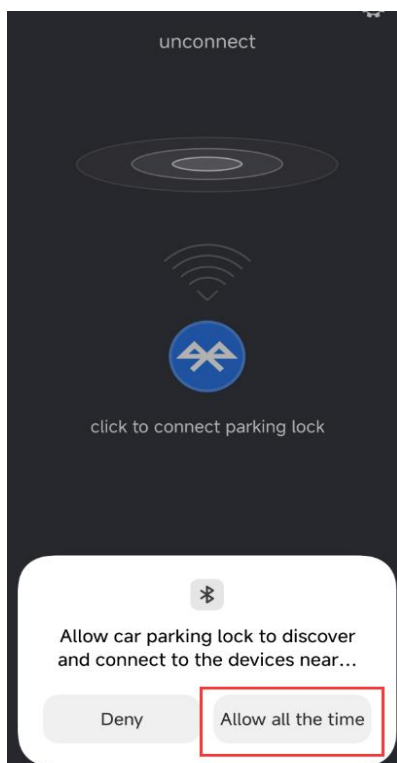 unconnect
click to connect parking lock
Allow car parking lock to discover
and connect to the devices near...
Deny
Allow all the time